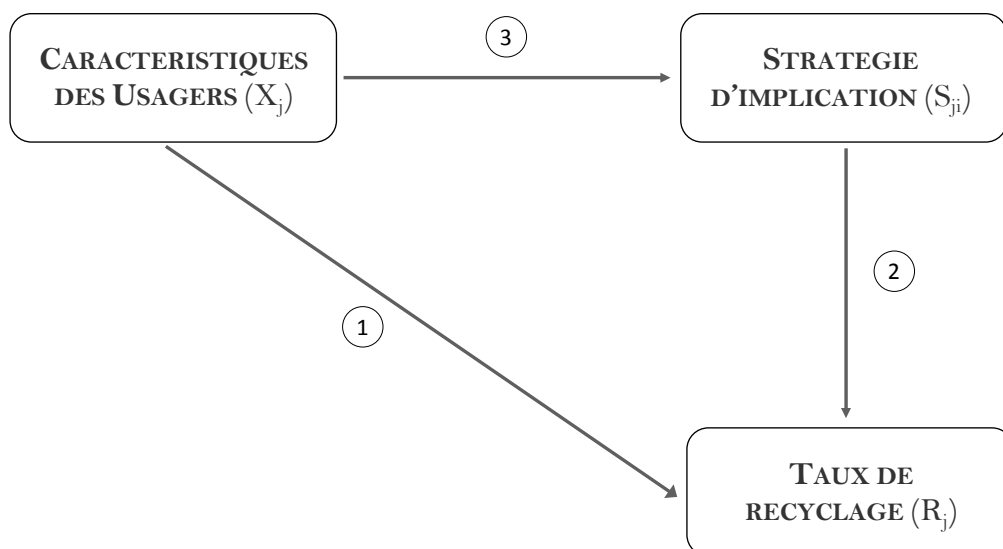 3
CARACTERISTIQUES
DES USAGERS (Xj)
STRATEGIE
D'IMPLICATION (Sji)
2
1
TAUX DE
RECYCLAGE (Rj)